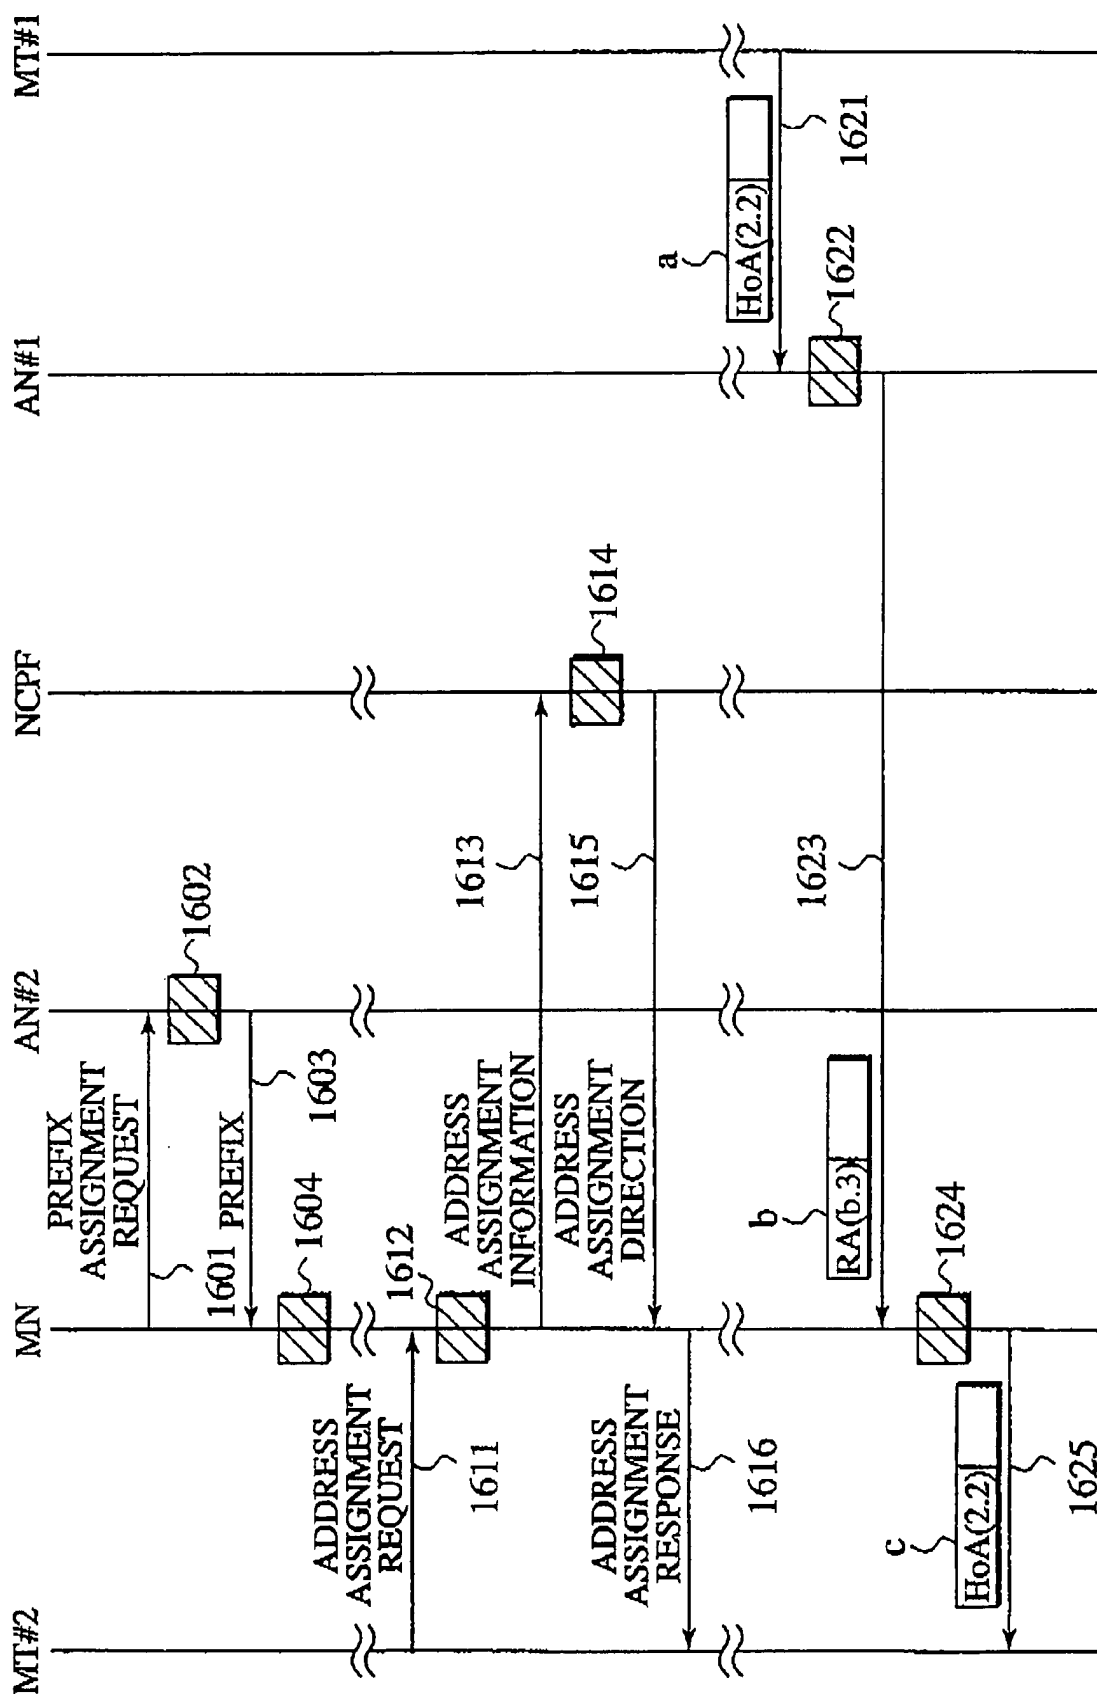 MT#2
MN
AN#2
NCPF
AN#1
MT#1
PREFIX
ASSIGNMENT
REQUEST
1601
1602
PREFIX
1603
1604
ADDRESS
ASSIGNMENT
REQUEST
1611
1612
ADDRESS
ASSIGNMENT
INFORMATION
1613
1614
ADDRESS
ASSIGNMENT
DIRECTION
1615
ADDRESS
ASSIGNMENT
RESPONSE
1616
a
HoA(2.2)
1621
1622
b
RA(b.3)
1623
1624
c
HoA(2.2)
1625